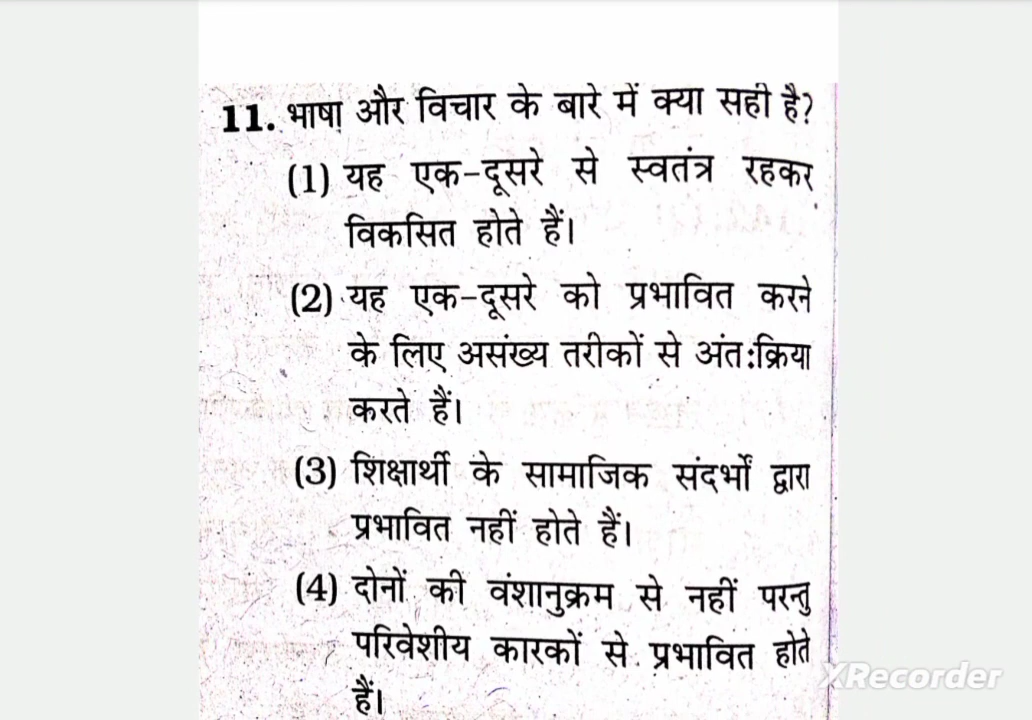 11. भाषा और विचार के बारे में क्या सही है?
(1) यह एक-दूसरे से स्वतंत्र रहकर
विकसित होते हैं।
(2) यह एक-दूसरे को प्रभावित करने
के लिए असंख्य तरीकों से अंत:क्रिया
करते हैं।
(3) शिक्षार्थी के सामाजिक संदर्भों द्वारा
प्रभावित नहीं होते हैं।
(4) दोनों की वंशानुक्रम से नहीं परन्तु
परिवेशीय कारकों से प्रभावित होते
हैं।
XRecorder